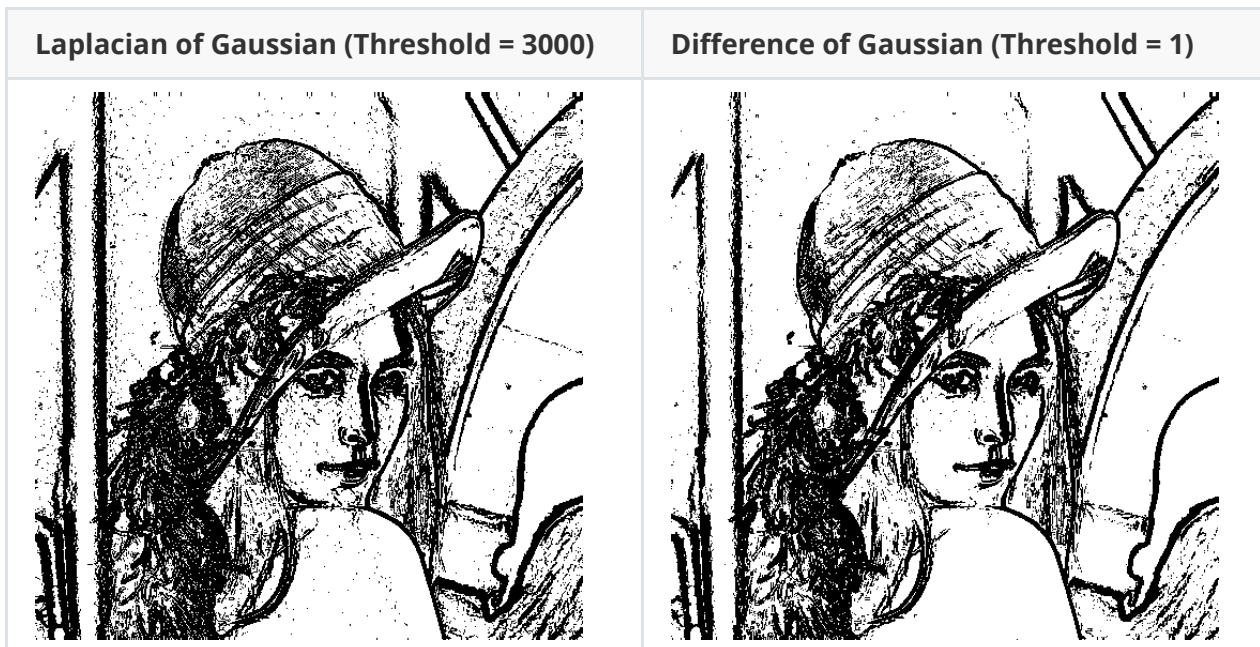 Laplacian of Gaussian (Threshold = 3000)
Difference of Gaussian (Threshold = 1)